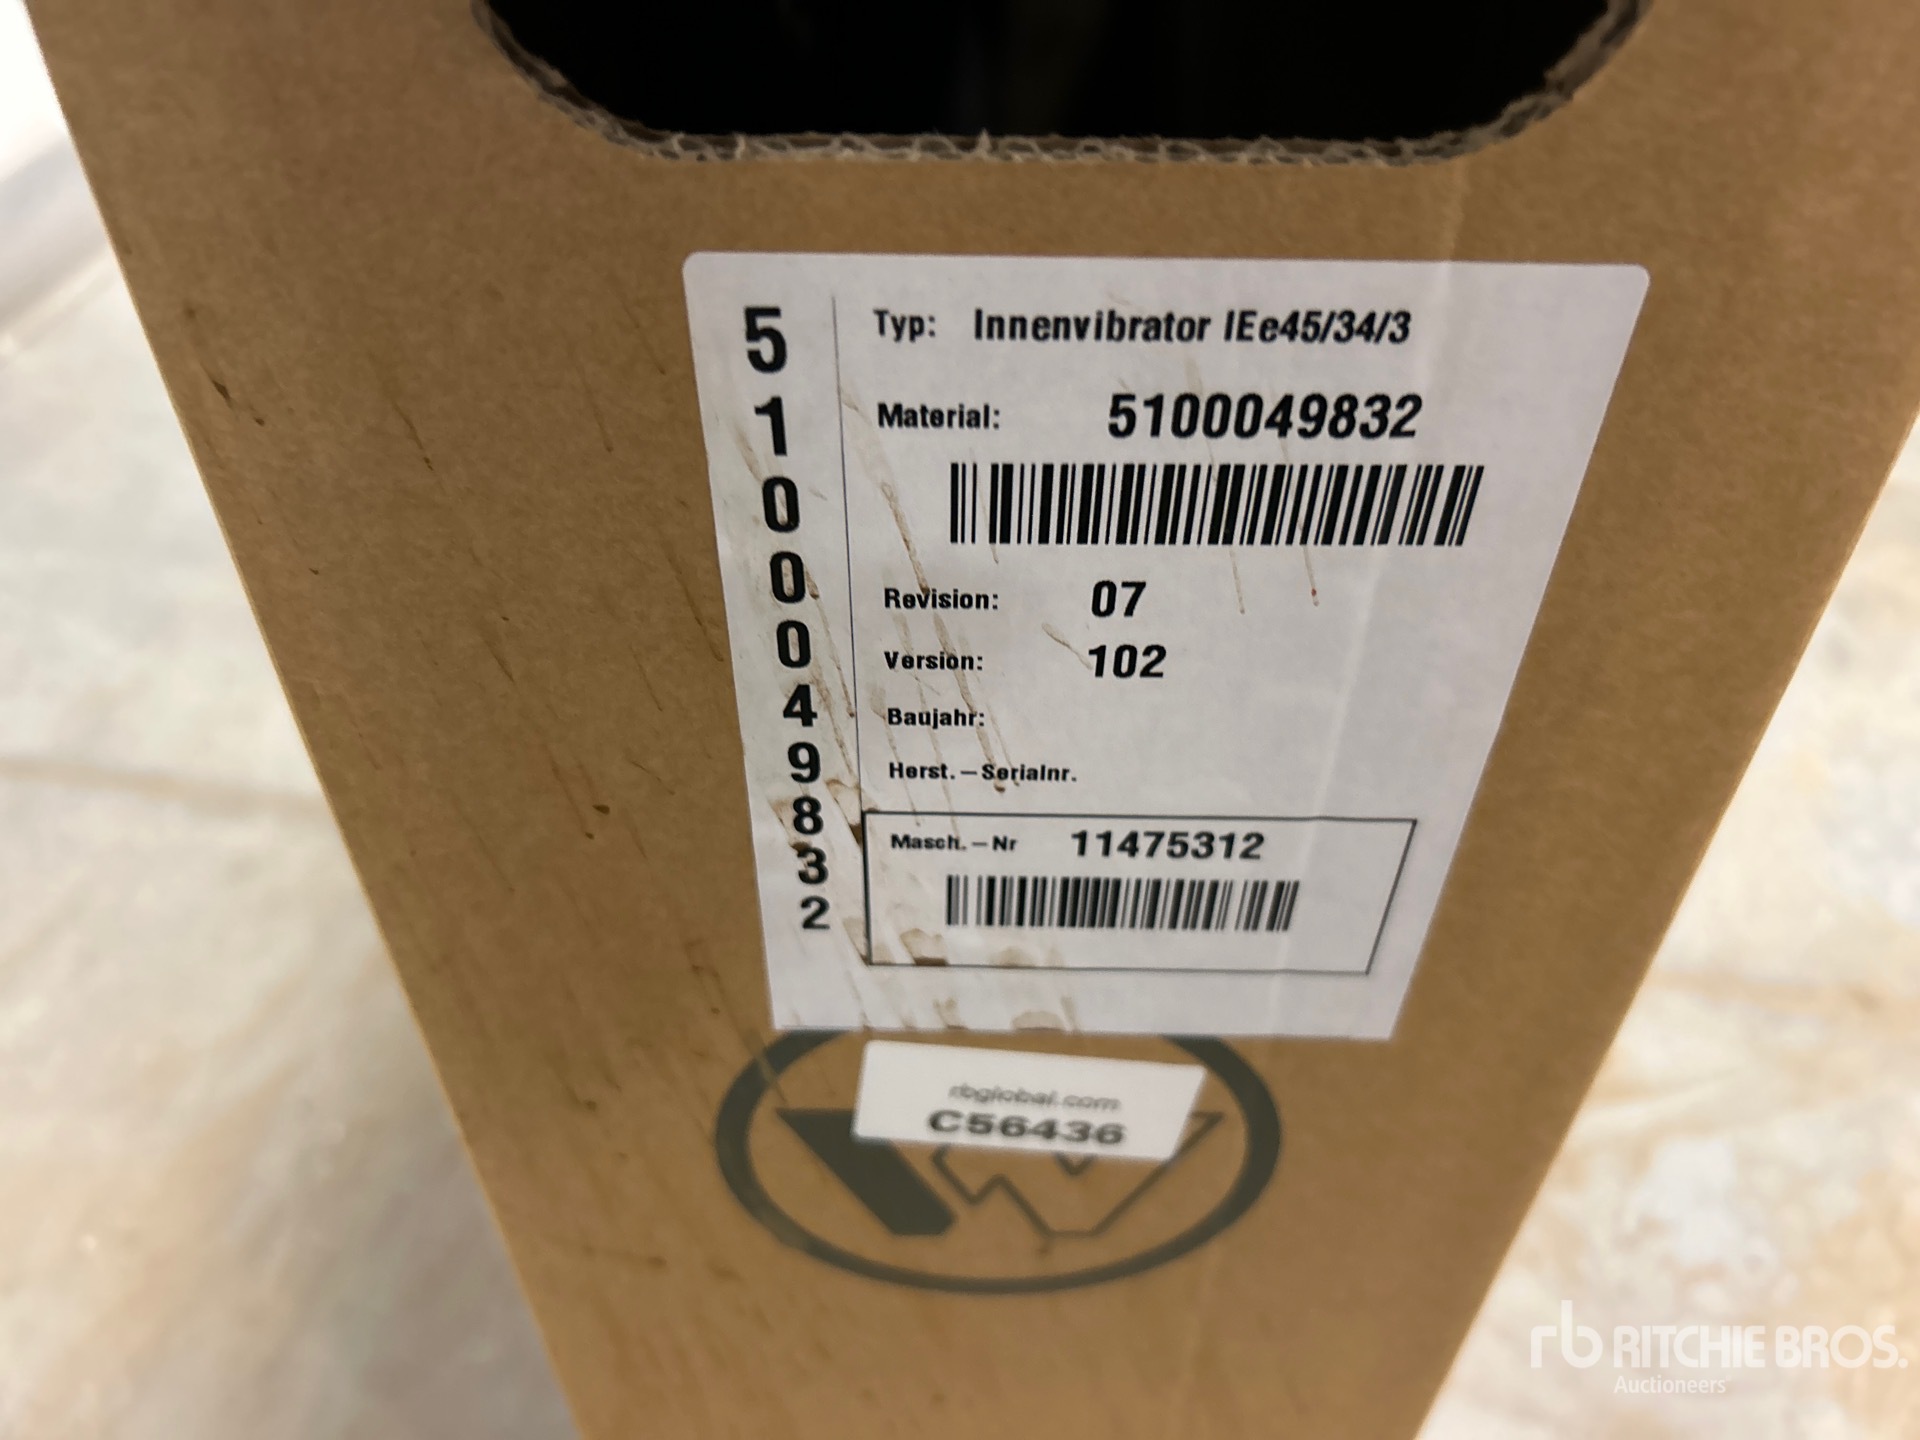 5100049832
Typ: Innenvibrator IEe45/34/3
Material: 5100049832
Revision: 07
Version: 102
Baujahr:
Herst.-Serialnr.
Masch.-Nr 11475312
rbglobal.com
C56436
rb RITCHIE BROS.
Auctioneers